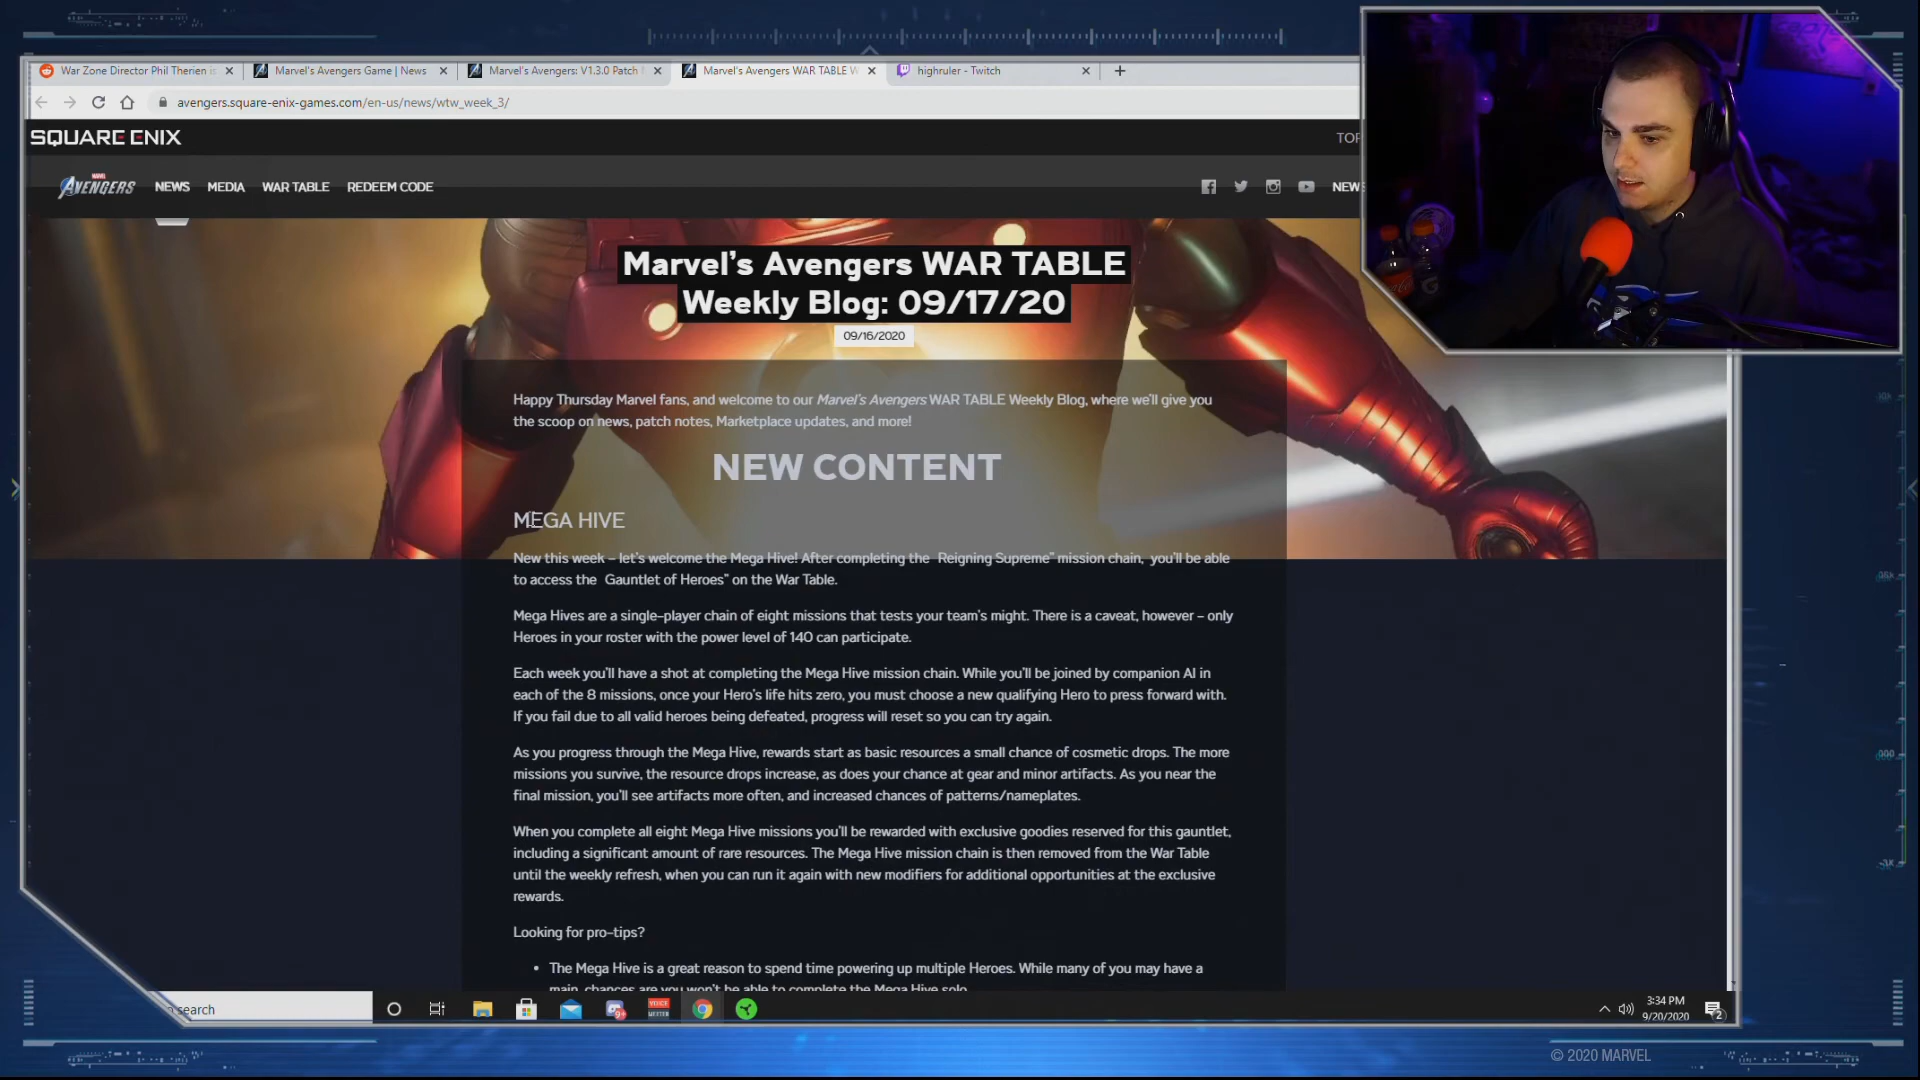 War Zone Director Phil Therien is
Marvel's Avengers Game | News
Marvel's Avengers: V1.3.0 Patch
Marvel's Avengers WAR TABLE W
highruler - Twitch
avengers.square-enix-games.com/en-us/news/wtw_week_3/
SQUARE ENIX
TOP
MARVEL
AVENGERS
NEWS
MEDIA
WAR TABLE
REDEEM CODE
NEW
Marvel's Avengers WAR TABLE
Weekly Blog: 09/17/20
09/16/2020
Happy Thursday Marvel fans, and welcome to our Marvel's Avengers WAR TABLE Weekly Blog, where we'll give you
the scoop on news, patch notes, Marketplace updates, and more!
NEW CONTENT
MEGA HIVE
New this week – let's welcome the Mega Hive! After completing the  Reigning Supreme" mission chain,  you'll be able
to access the  Gauntlet of Heroes" on the War Table.
Mega Hives are a single-player chain of eight missions that tests your team's might. There is a caveat, however – only
Heroes in your roster with the power level of 140 can participate.
Each week you'll have a shot at completing the Mega Hive mission chain. While you'll be joined by companion AI in
each of the 8 missions, once your Hero's life hits zero, you must choose a new qualifying Hero to press forward with.
If you fail due to all valid heroes being defeated, progress will reset so you can try again.
As you progress through the Mega Hive, rewards start as basic resources a small chance of cosmetic drops. The more
missions you survive, the resource drops increase, as does your chance at gear and minor artifacts. As you near the
final mission, you'll see artifacts more often, and increased chances of patterns/nameplates.
When you complete all eight Mega Hive missions you'll be rewarded with exclusive goodies reserved for this gauntlet,
including a significant amount of rare resources. The Mega Hive mission chain is then removed from the War Table
until the weekly refresh, when you can run it again with new modifiers for additional opportunities at the exclusive
rewards.
Looking for pro-tips?
• The Mega Hive is a great reason to spend time powering up multiple Heroes. While many of you may have a
main, chances are you won't be able to complete the Mega Hive solo.
search
9+
VOICE
MEETER
3:34 PM
9/20/2020
2
© 2020 MARVEL